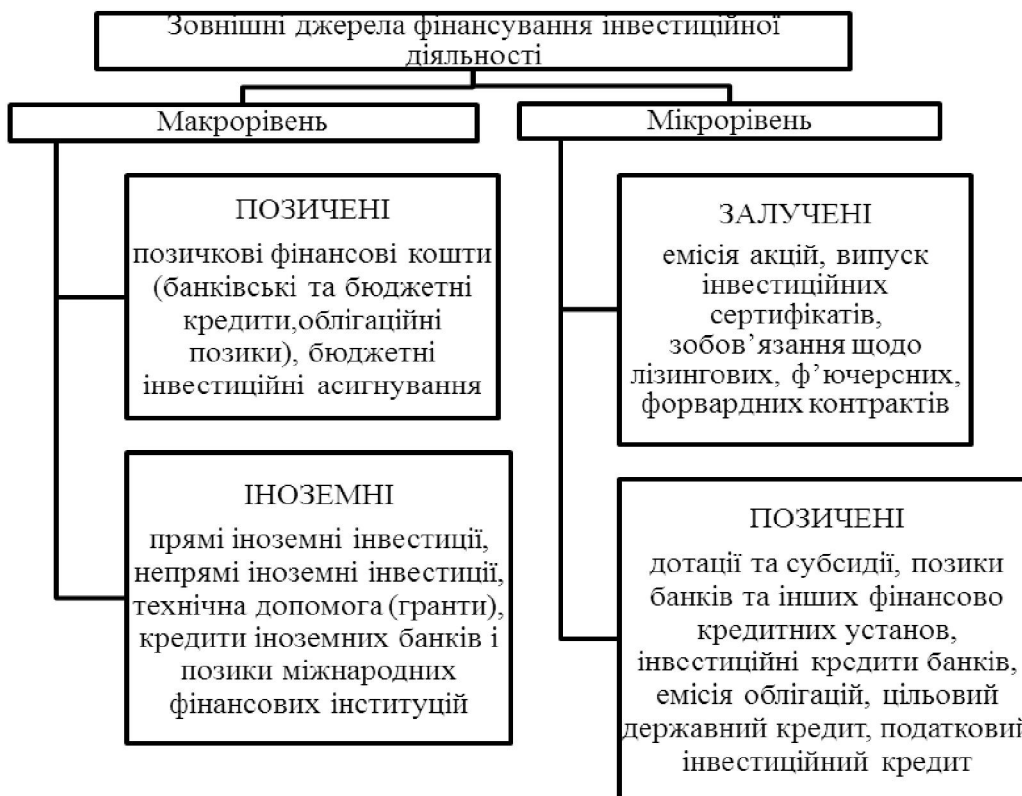 Зовнішні джерела фінансування інвестиційної
діяльності
Макрорівень
ПОЗИЧЕНІ
позичкові фінансові кошти
(банківські та бюджетні
кредити,облігаційні
позики), бюджетні
інвестиційні асигнування
ІНОЗЕМНІ
прямі іноземні інвестиції,
непрямі іноземні інвестиції,
технічна допомога (гранти),
кредити іноземних банків і
позики міжнародних
фінансових інституцій
Мікрорівень
ЗАЛУЧЕНІ
емісія акцій, випуск
інвестиційних
сертифікатів,
зобов’язання щодо
лізингових, ф’ючерсних,
форвардних контрактів
ПОЗИЧЕНІ
дотації та субсидії, позики
банків та інших фінансово
кредитних установ,
інвестиційні кредити банків,
емісія облігацій, цільовий
державний кредит, податковий
інвестиційний кредит